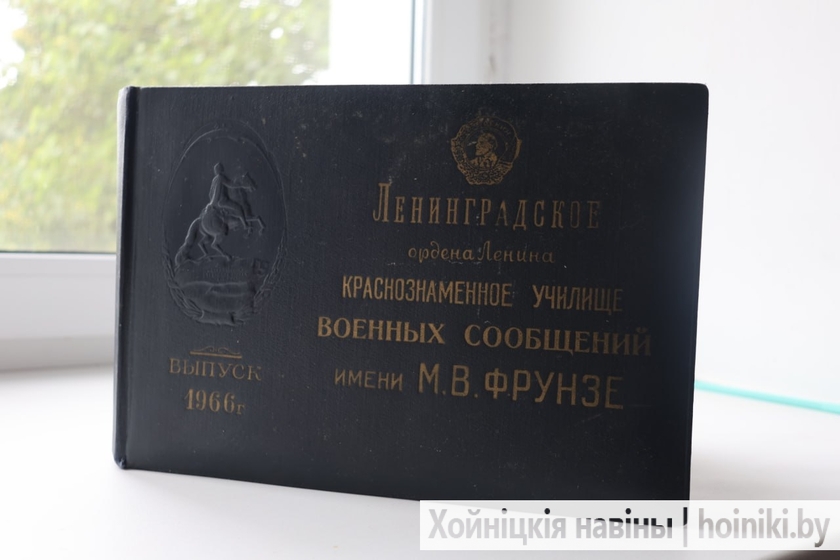 Ленинградское
ордена Ленина
КРАСНОЗНАМЕННОЕ УЧИЛИЩЕ
ВОЕННЫХ СООБЩЕНИЙ
ИМЕНИ М.В.ФРУНЗЕ
ВЫПУСК
1966г
Хойніцкія навіны | hoiniki.by